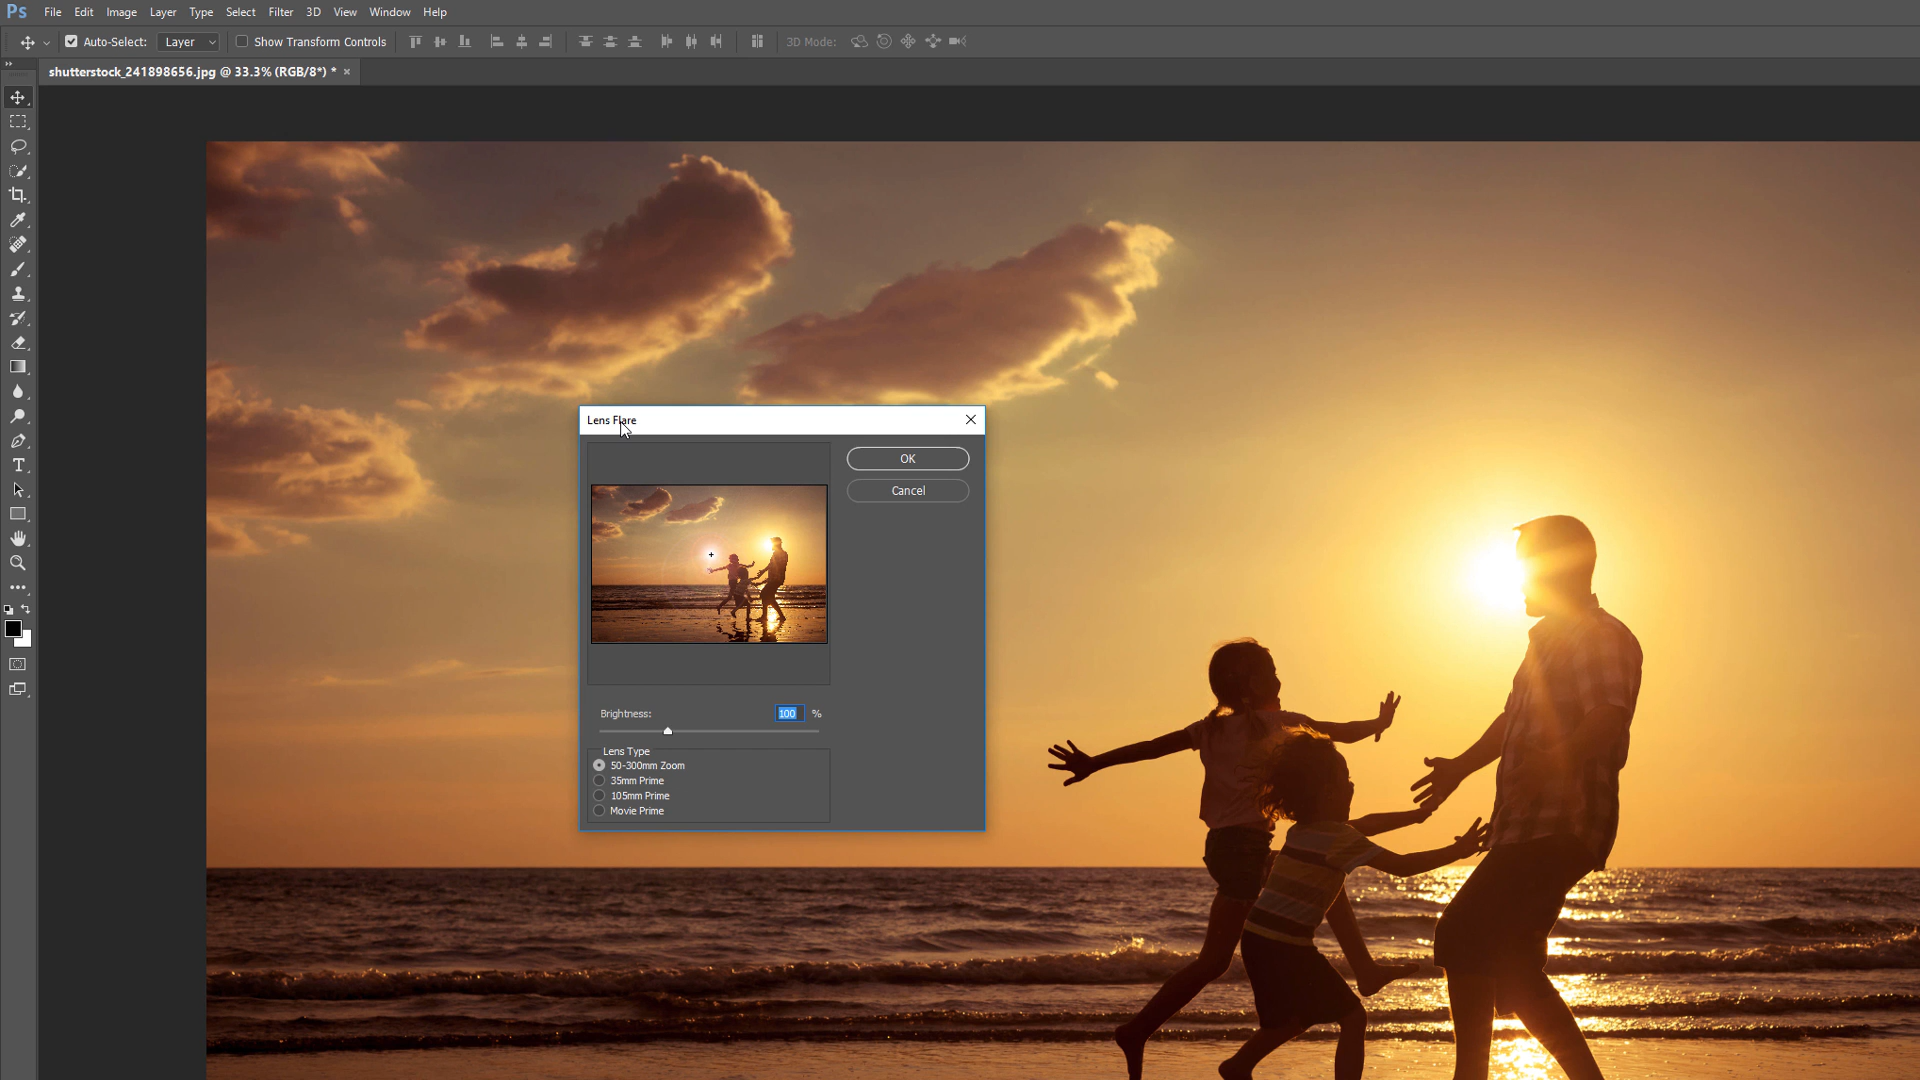 Ps File Edit Image Layer Type Select Filter 3D View Window Help
Auto-Select: Layer Show Transform Controls 3D Mode:
shutterstock_241898656.jpg @ 33.3% (RGB/8*) * ×
Lens Flare
OK
Cancel
Brightness: 100 %
Lens Type
50-300mm Zoom
35mm Prime
105mm Prime
Movie Prime